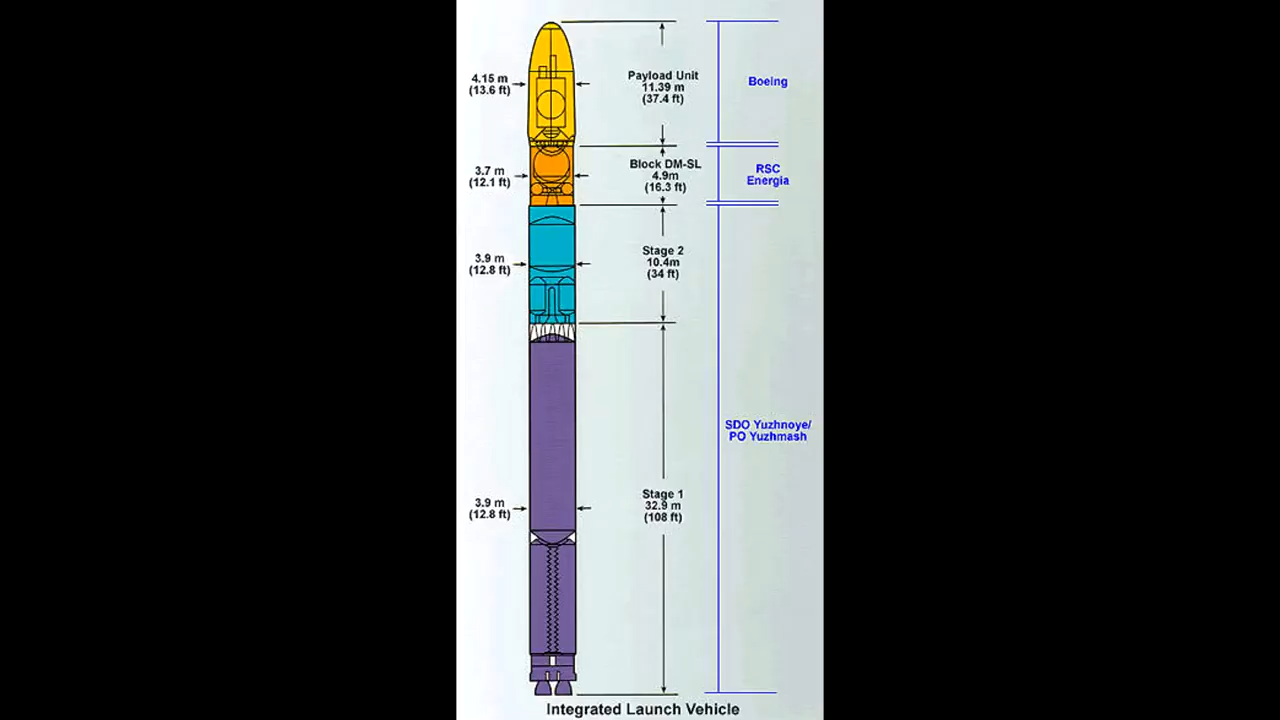 4.15 m
(13.6 ft)
Payload Unit
11.39 m
(37.4 ft)
Boeing
3.7 m
(12.1 ft)
Block DM-SL
4.9m
(16.3 ft)
RSC
Energia
3.9 m
(12.8 ft)
Stage 2
10.4m
(34 ft)
SDO Yuzhnoye/
PO Yuzhmash
3.9 m
(12.8 ft)
Stage 1
32.9 m
(108 ft)
Integrated Launch Vehicle